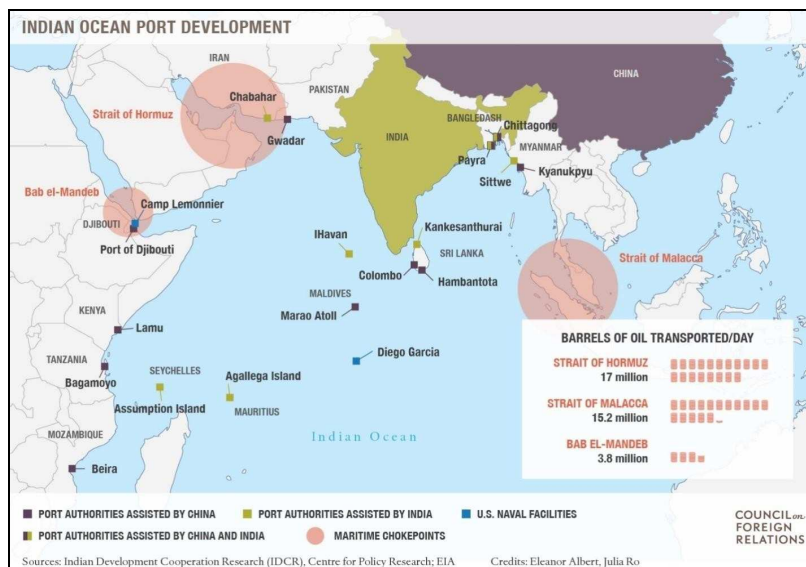 INDIAN OCEAN PORT DEVELOPMENT
IRAN
CHINA
Chabahar
PAKISTAN
Strait of Hormuz
BANGLEDASH
Chittagong
Gwadar
INDIA
MYANMAR
Payra
Kyanukpyu
Sittwe
Bab el-Mandeb
Camp Lemonnier
DJIBOUTI
Port of Djibouti
IHavan
Kankesanthurai
SRI LANKA
Strait of Malacca
Colombo
Hambantota
MALDIVES
Marao Atoll
KENYA
Lamu
Diego Garcia
TANZANIA
Bagamoyo
SEYCHELLES
Agallega Island
Assumption Island
MAURITIUS
MOZAMBIQUE
Indian Ocean
Beira
BARRELS OF OIL TRANSPORTED/DAY
STRAIT OF HORMUZ
17 million
STRAIT OF MALACCA
15.2 million
BAB EL-MANDEB
3.8 million
PORT AUTHORITIES ASSISTED BY CHINA
PORT AUTHORITIES ASSISTED BY INDIA
U.S. NAVAL FACILITIES
PORT AUTHORITIES ASSISTED BY CHINA AND INDIA
MARITIME CHOKEPOINTS
COUNCIL on
FOREIGN
RELATIONS
Sources: Indian Development Cooperation Research (IDCR), Centre for Policy Research; EIA
Credits: Eleanor Albert, Julia Ro